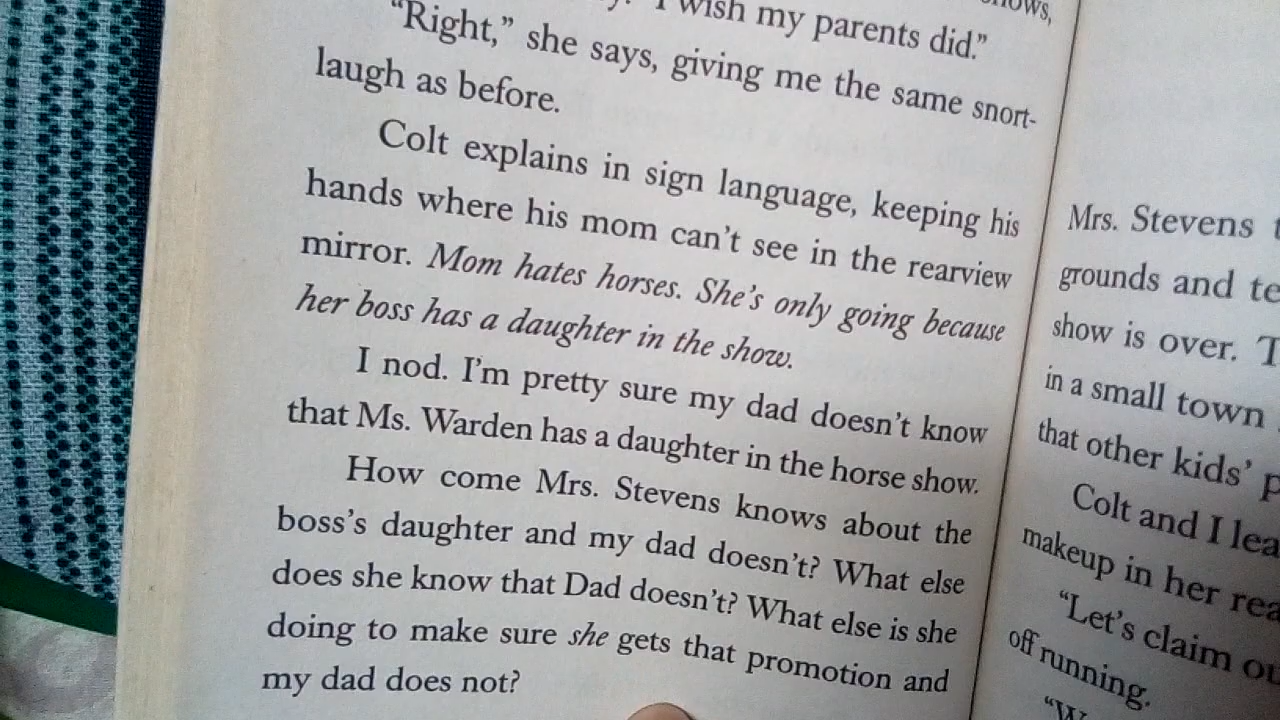 I wish my parents did.”
“Right,” she says, giving me the same snort-
laugh as before.
Colt explains in sign language, keeping his
hands where his mom can’t see in the rearview
mirror. Mom hates horses. She’s only going because
her boss has a daughter in the show.
I nod. I’m pretty sure my dad doesn’t know
that Ms. Warden has a daughter in the horse show.
How come Mrs. Stevens knows about the
boss’s daughter and my dad doesn’t? What else
does she know that Dad doesn’t? What else is she
doing to make sure she gets that promotion and
my dad does not?
Mrs. Stevens
grounds and
show is over.
in a small town
that other kids’
Colt and I
makeup in her
“Let’s claim
off running.